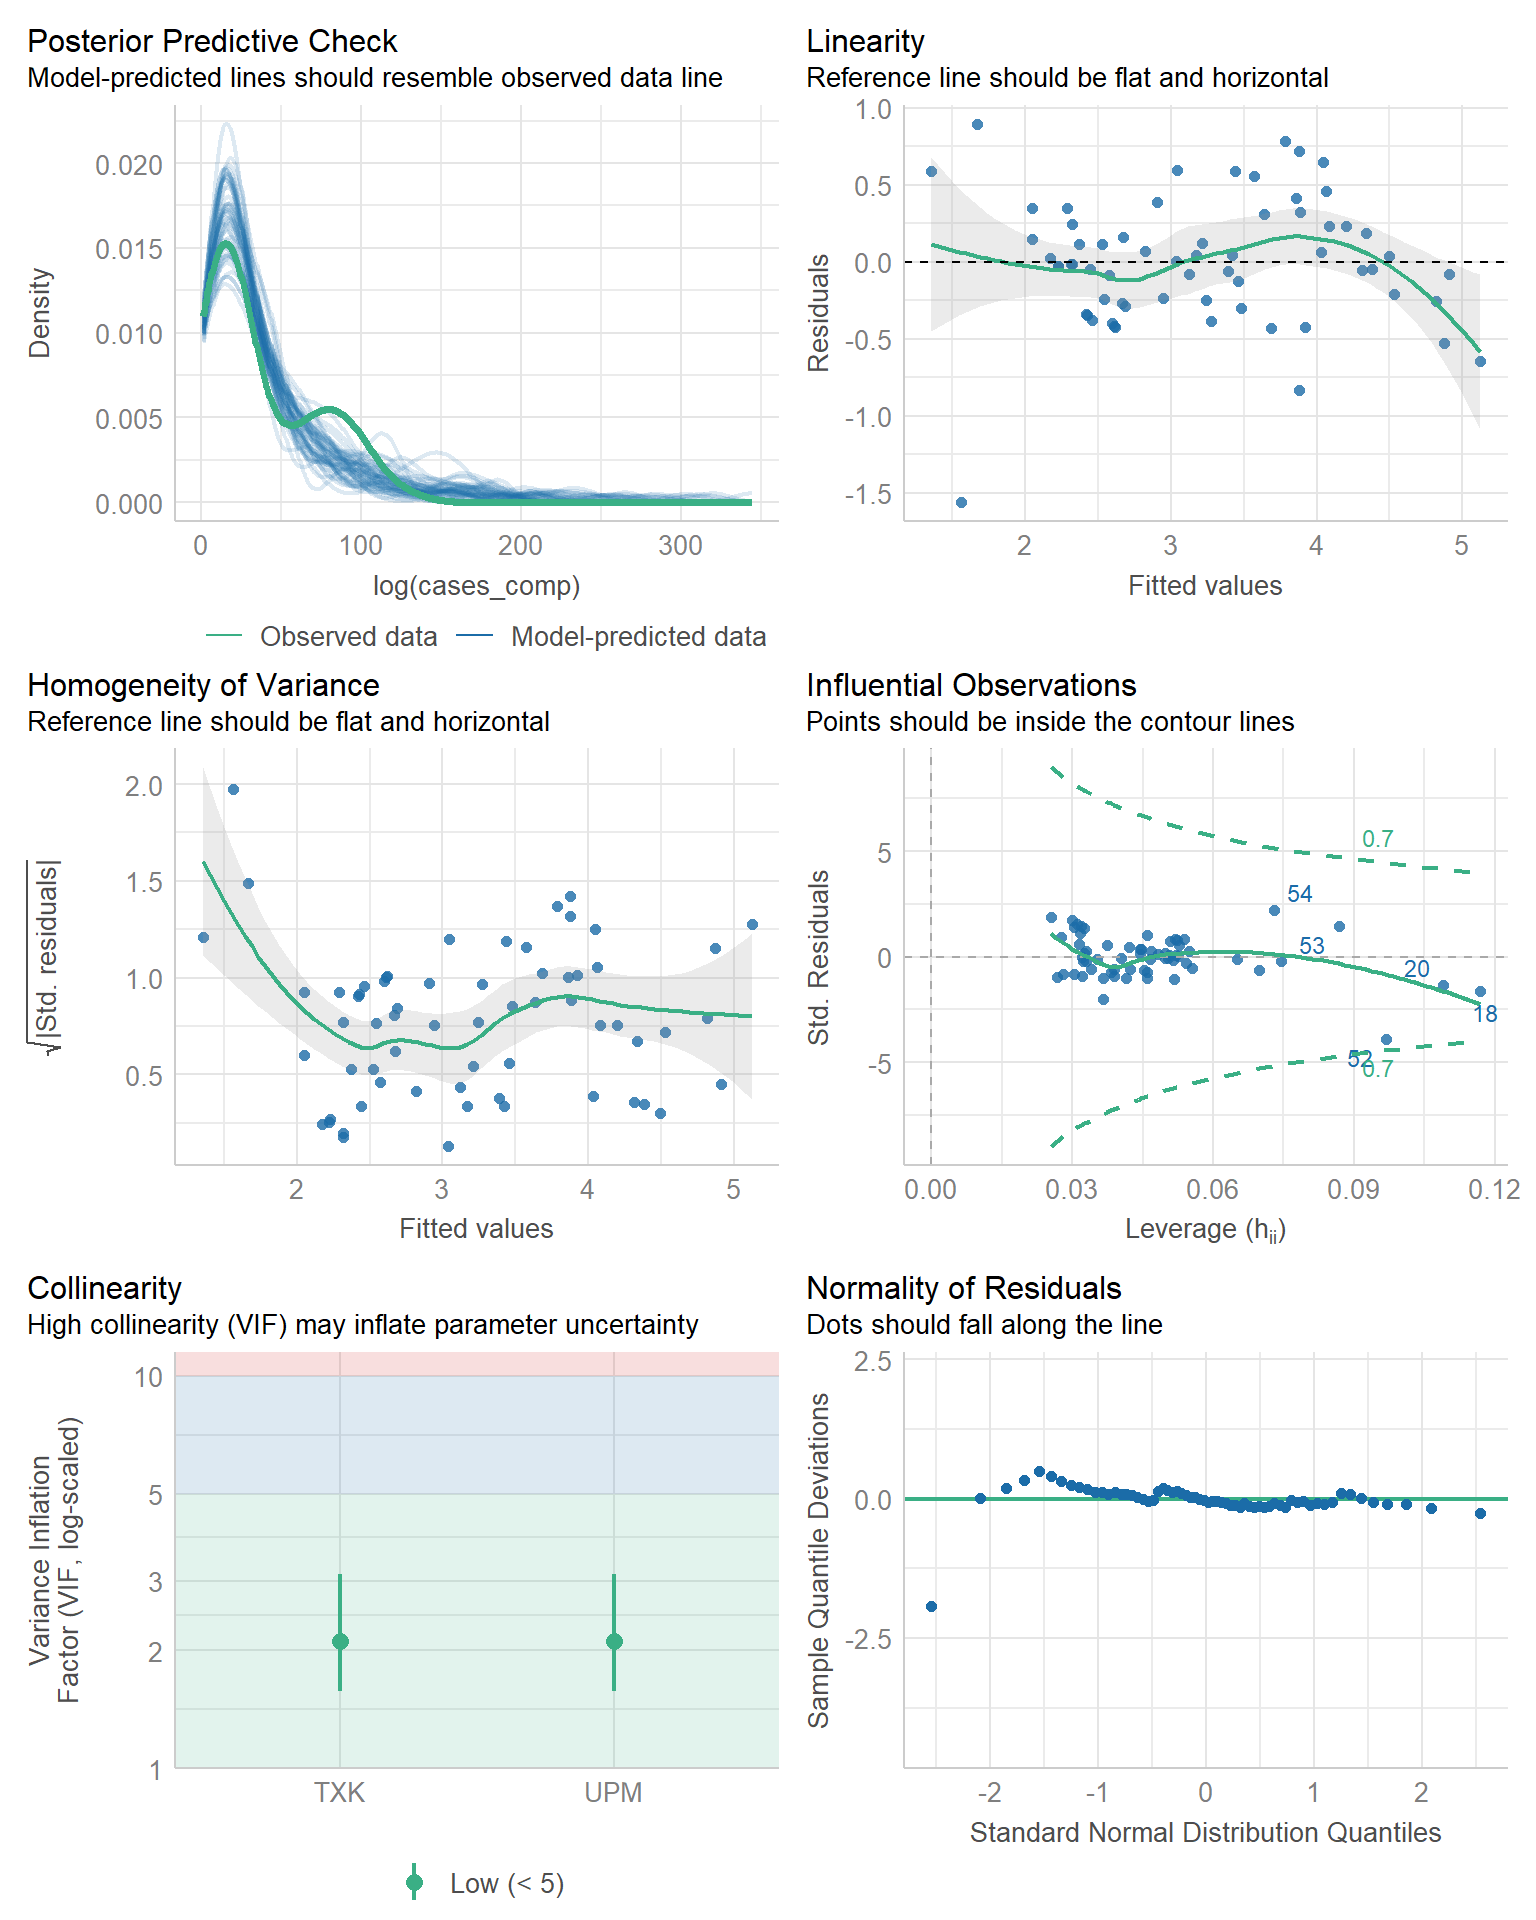 Posterior Predictive Check
Model-predicted lines should resemble observed data line
Density
0.020
0.015
0.010
0.005
0.000
0
100
200
300
log(cases_comp)
Observed data
Model-predicted data
Linearity
Reference line should be flat and horizontal
Residuals
1.0
0.5
0.0
-0.5
-1.0
-1.5
2
3
4
5
Fitted values
Homogeneity of Variance
Reference line should be flat and horizontal
√|Std. residuals|
2.0
1.5
1.0
0.5
2
3
4
5
Fitted values
Influential Observations
Points should be inside the contour lines
Std. Residuals
5
0
-5
0.7
54
53
20
18
52
0.7
0.00
0.03
0.06
0.09
0.12
Leverage (hii)
Collinearity
High collinearity (VIF) may inflate parameter uncertainty
Variance Inflation
Factor (VIF, log-scaled)
10
5
3
2
1
TXK
UPM
Low (< 5)
Normality of Residuals
Dots should fall along the line
Sample Quantile Deviations
2.5
0.0
-2.5
-2
-1
0
1
2
Standard Normal Distribution Quantiles